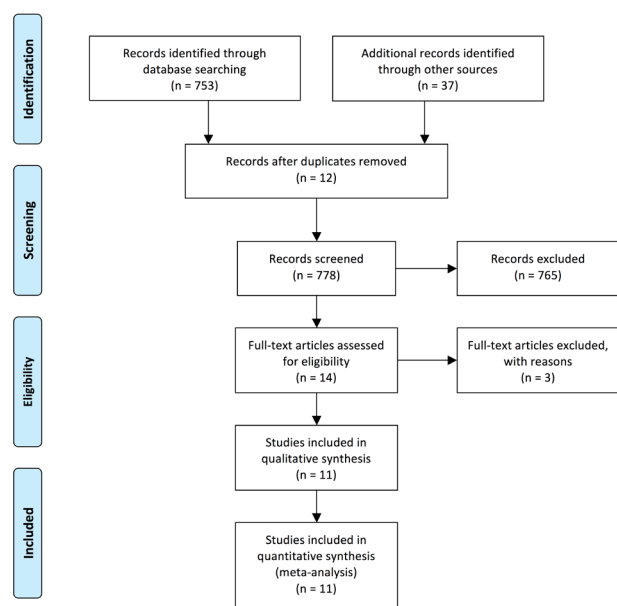 Identification
Records identified through
database searching
(n = 753)
Additional records identified
through other sources
(n = 37)
Records after duplicates removed
(n = 12)
Screening
Records screened
(n = 778)
Records excluded
(n = 765)
Eligibility
Full-text articles assessed
for eligibility
(n = 14)
Full-text articles excluded,
with reasons
(n = 3)
Studies included in
qualitative synthesis
(n = 11)
Included
Studies included in
quantitative synthesis
(meta-analysis)
(n = 11)